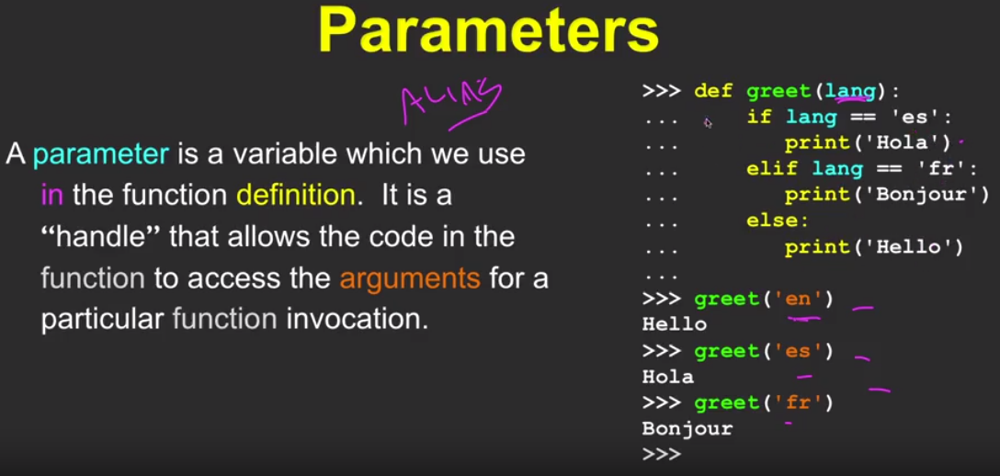 Parameters
ALIAS
A parameter is a variable which we use
in the function definition. It is a
“handle” that allows the code in the
function to access the arguments for a
particular function invocation.
>>> def greet(lang):
...     if lang == 'es':
...        print('Hola')
...     elif lang == 'fr':
...        print('Bonjour')
...     else:
...        print('Hello')
...
>>> greet('en')
Hello
>>> greet('es')
Hola
>>> greet('fr')
Bonjour
>>>